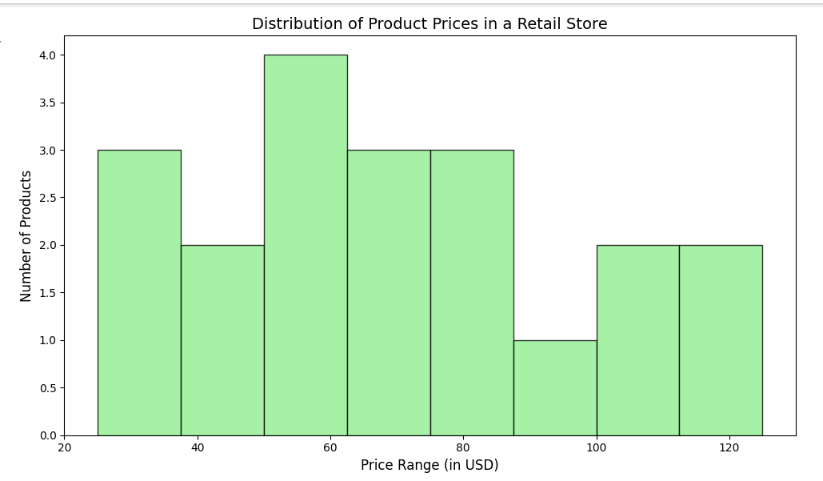 Distribution of Product Prices in a Retail Store
4.0
3.5
3.0
2.5
2.0
1.5
1.0
0.5
0.0
Number of Products
20 40 60 80 100 120
Price Range (in USD)